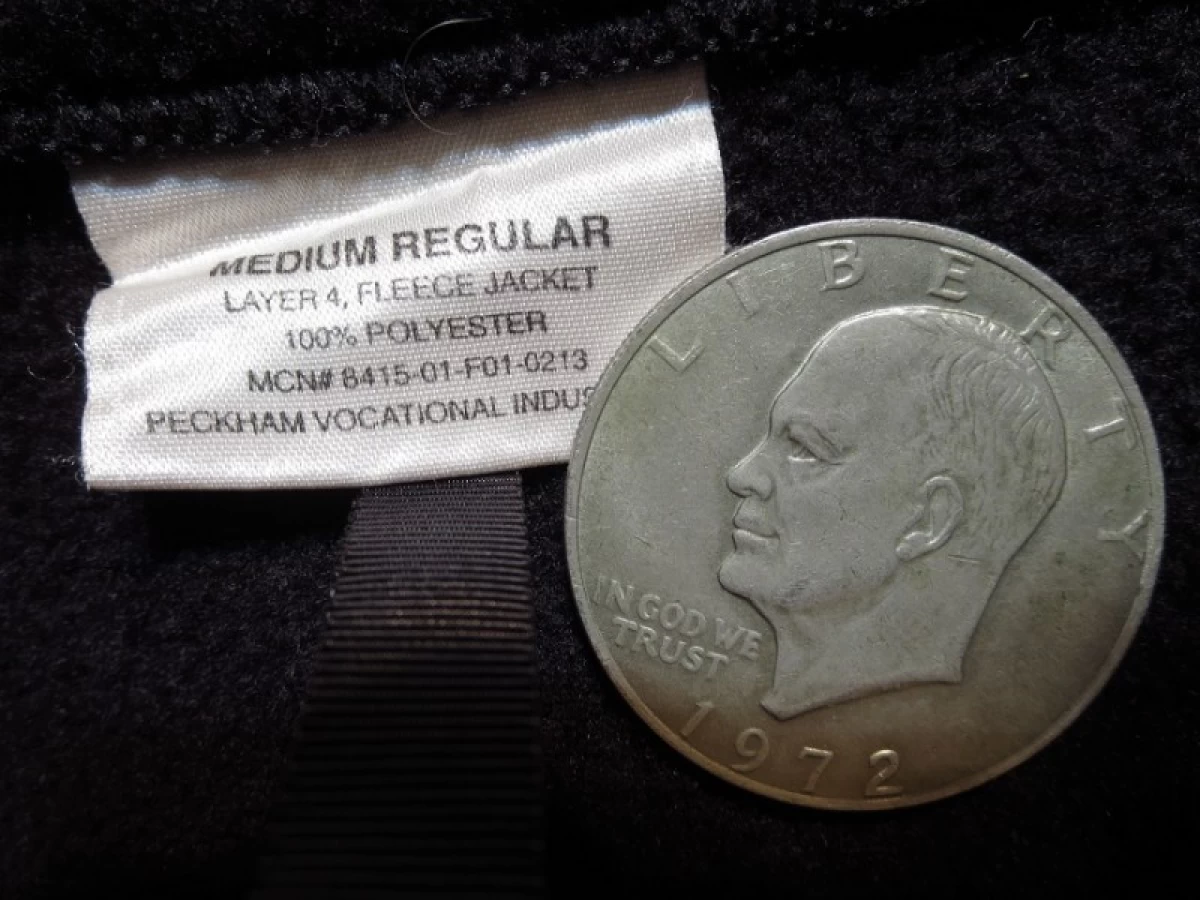 MEDIUM REGULAR
LAYER 4, FLEECE JACKET
100% POLYESTER
MCN# 8415-01-F01-0213
PECKHAM VOCATIONAL INDUS
LIBERTY
IN GOD WE
TRUST
1972